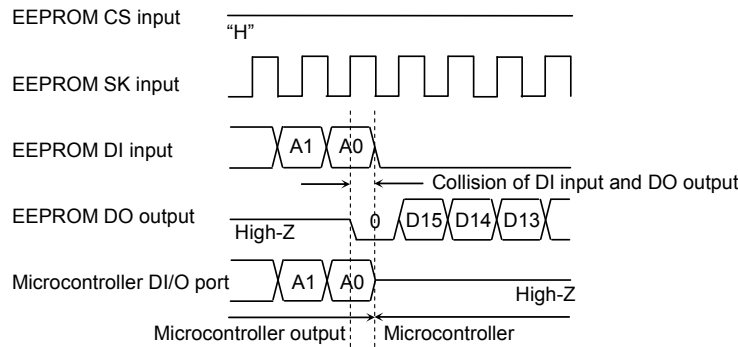 EEPROM CS input
“H”
EEPROM SK input
EEPROM DI input
A1
A0
Collision of DI input and DO output
EEPROM DO output
High-Z
0
D15
D14
D13
Microcontroller DI/O port
A1
A0
High-Z
Microcontroller output
Microcontroller